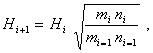 H_{i+1} = H_i \sqrt{\frac{m_i n_i}{m_{i=1} n_{i=1}}} ,